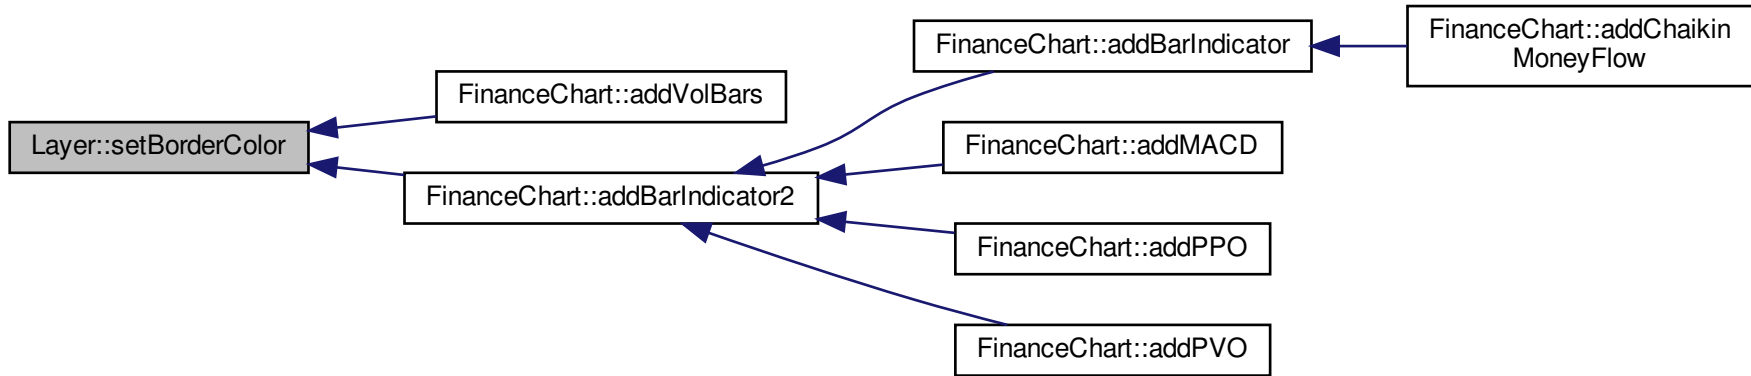 Layer::setBorderColor
FinanceChart::addVolBars
FinanceChart::addBarIndicator2
FinanceChart::addBarIndicator
FinanceChart::addMACD
FinanceChart::addPPO
FinanceChart::addPVO
FinanceChart::addChaikin
MoneyFlow